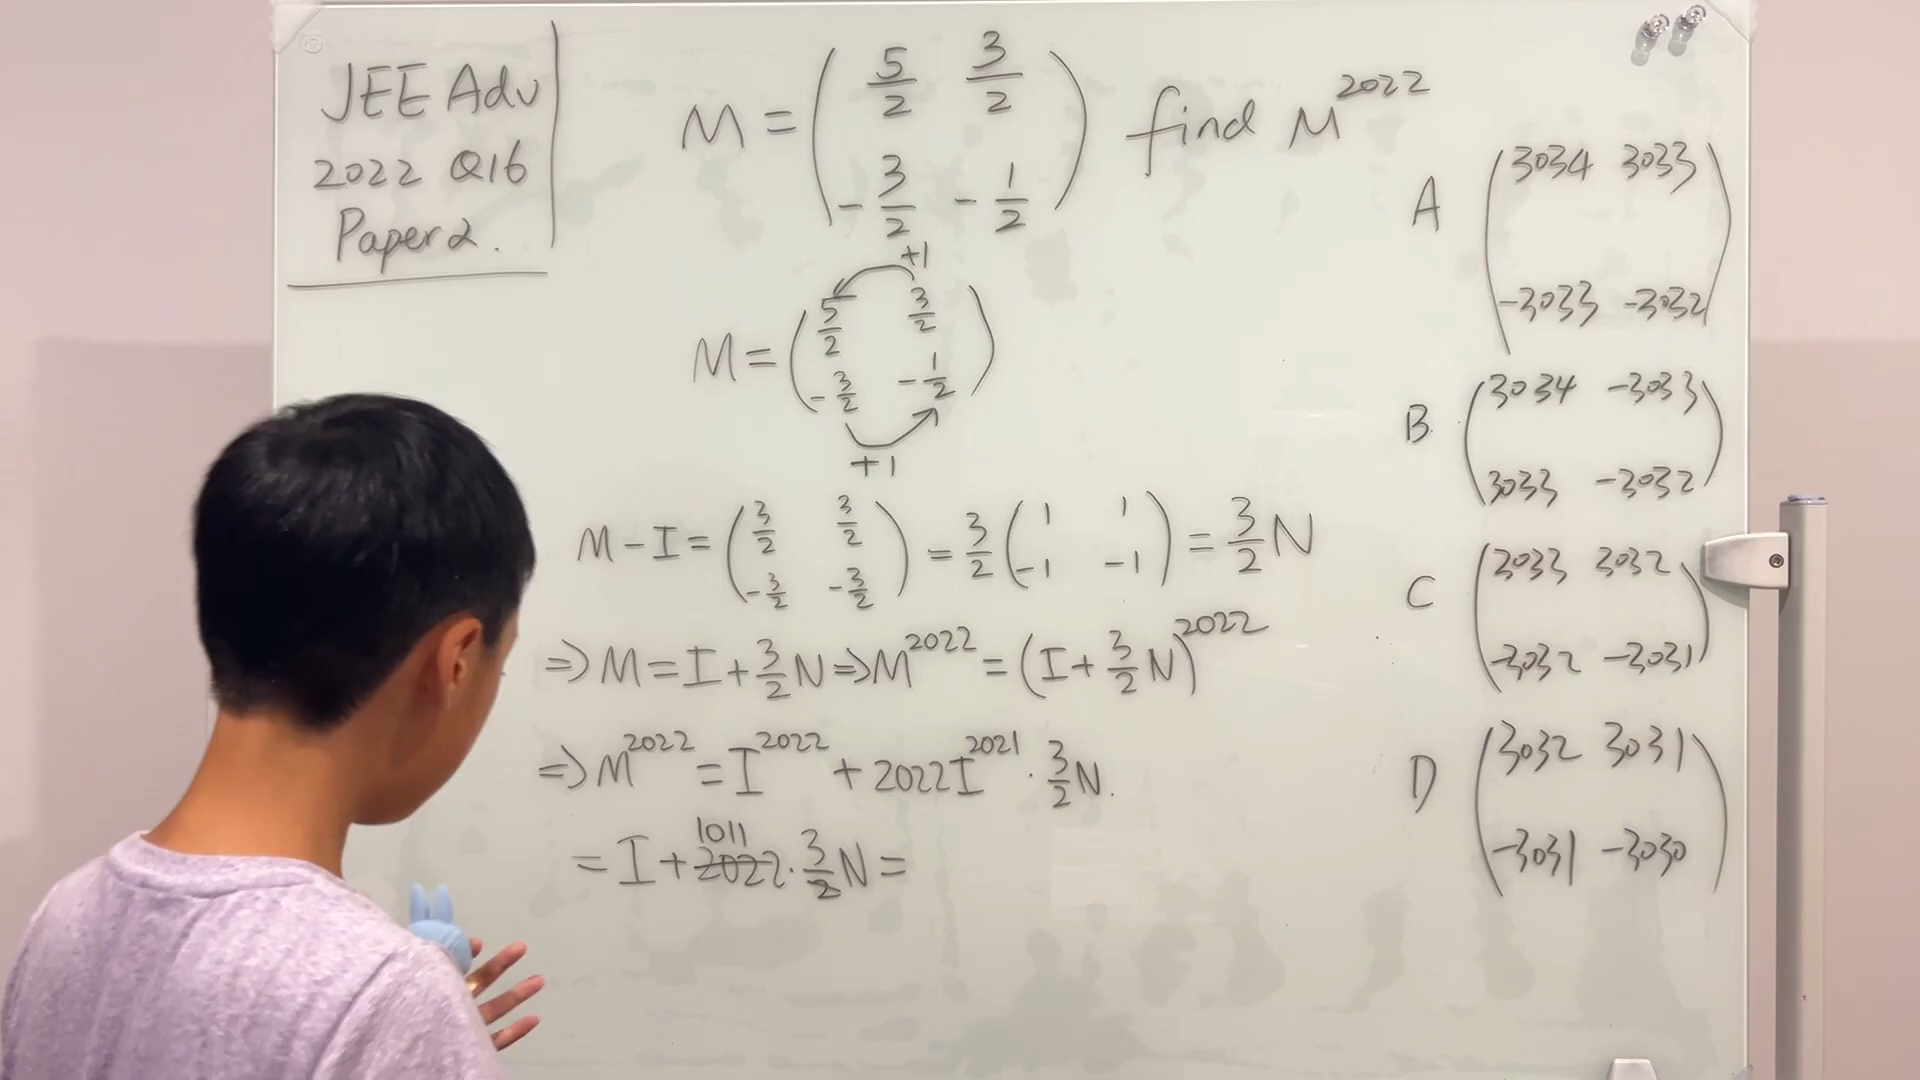 JEE Adv
2022 Q16
Paper 2.
M = ( 5/2 3/2 ; -3/2 -1/2 ) find M^2022
+1
M = ( 5/2 3/2 ; -3/2 -1/2 )
+1
M - I = ( 3/2 3/2 ; -3/2 -3/2 ) = 3/2 ( 1 1 ; -1 -1 ) = 3/2 N
⇒ M = I + 3/2 N ⇒ M^2022 = (I + 3/2 N)^2022
⇒ M^2022 = I^2022 + 2022 I^2021 · 3/2 N.
1011
= I + 2022 · 3/2 N =
A ( 3034 3033 ; -3033 -3032 )
B. ( 3034 -3033 ; 3033 -3032 )
C ( 3033 3032 ; -3032 -3031 )
D ( 3032 3031 ; -3031 -3030 )